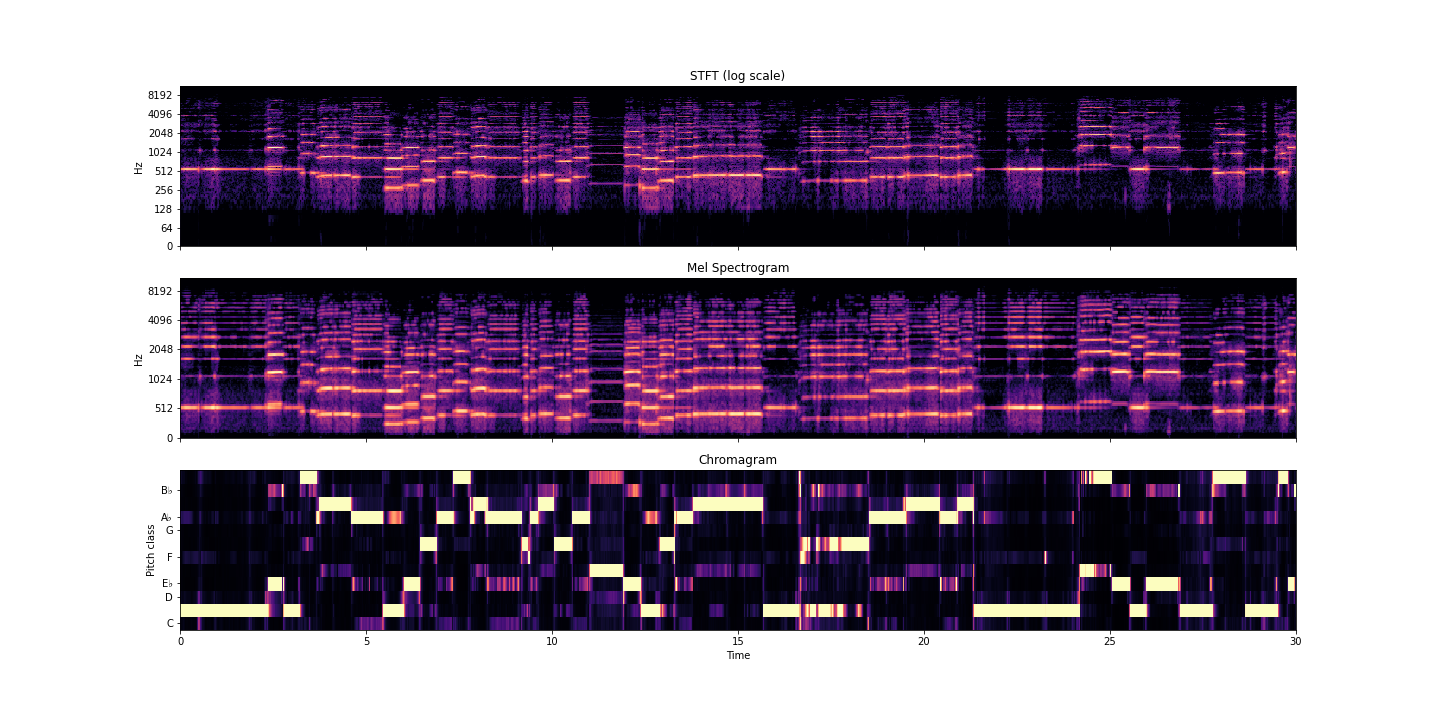 STFT (log scale)
8192
4096
2048
1024
512
256
128
64
0
Hz
Mel Spectrogram
8192
4096
2048
1024
512
0
Hz
Chromagram
B♭
A♭
G
F
E♭
D
C
Pitch class
0 5 10 15 20 25 30
Time